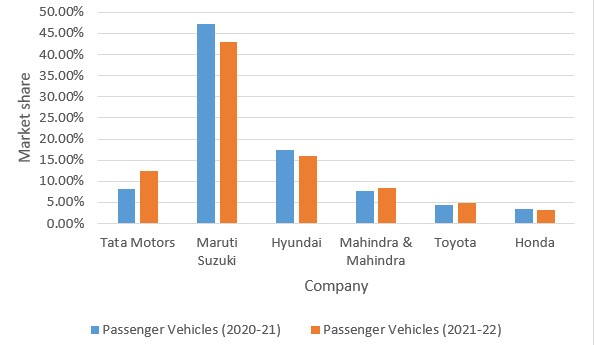 50.00%
45.00%
40.00%
35.00%
30.00%
25.00%
20.00%
15.00%
10.00%
5.00%
0.00%
Market share
Tata Motors
Maruti
Suzuki
Hyundai
Mahindra &
Mahindra
Toyota
Honda
Company
Passenger Vehicles (2020-21)
Passenger Vehicles (2021-22)